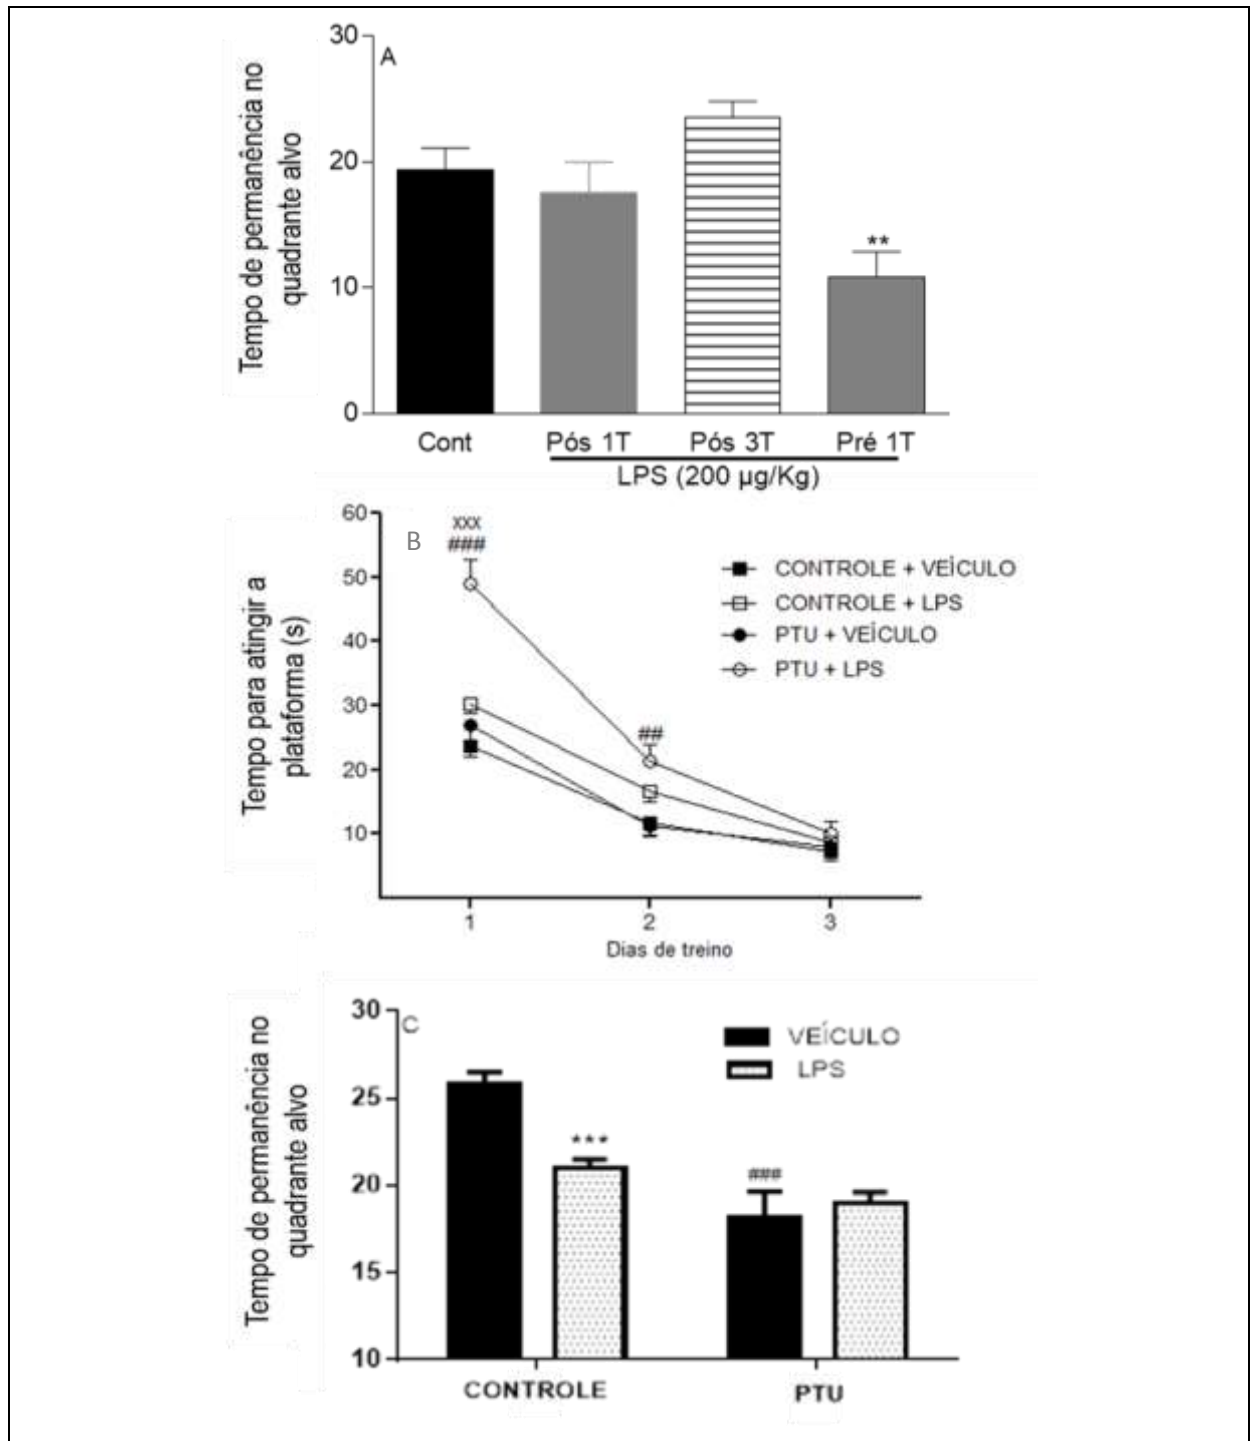 30
A
20
10
0
Tempo de permanência no
quadrante alvo
**
Cont
Pós 1T
Pós 3T
Pré 1T
LPS (200 µg/Kg)
60
50
40
30
20
10
Tempo para atingir a
plataforma (s)
B
xxx
###
##
CONTROLE + VEÍCULO
CONTROLE + LPS
PTU + VEÍCULO
PTU + LPS
1
2
3
Dias de treino
30
25
20
15
10
Tempo de permanência no
quadrante alvo
C
VEÍCULO
LPS
***
###
CONTROLE
PTU